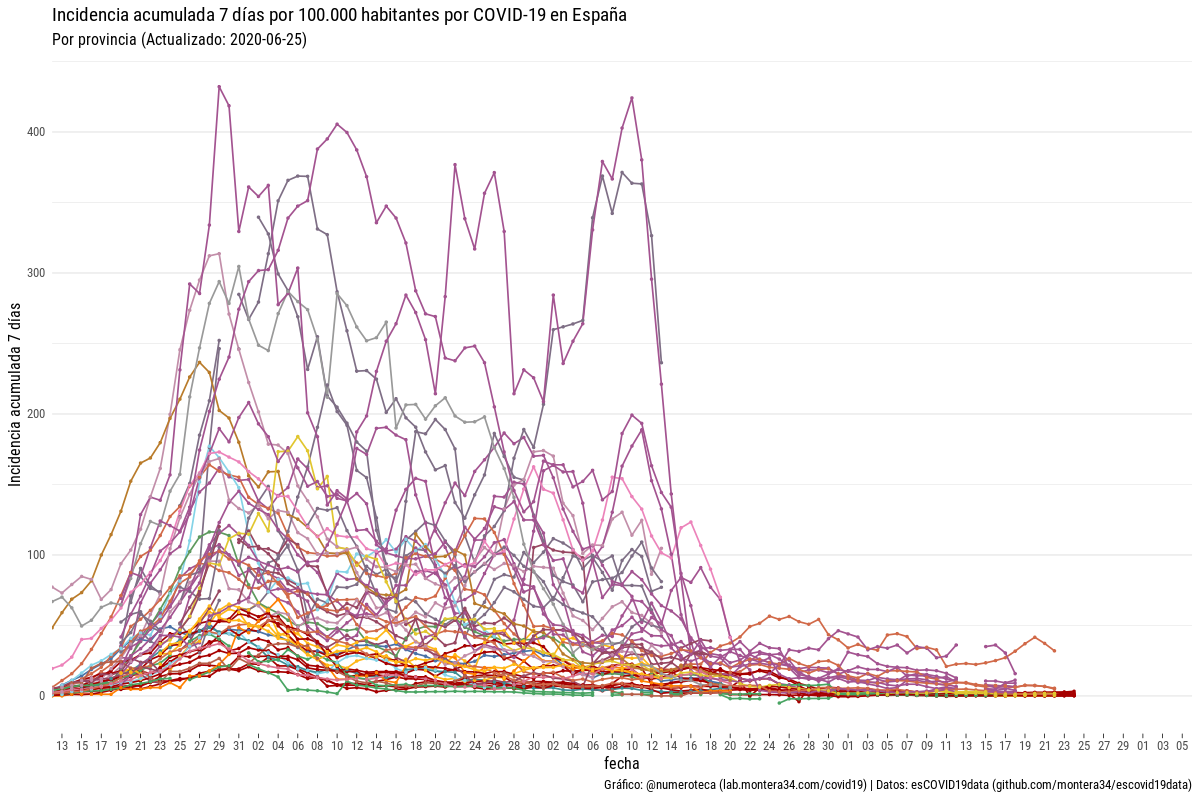 Incidencia acumulada 7 días por 100.000 habitantes por COVID-19 en España
Por provincia (Actualizado: 2020-06-25)
Incidencia acumulada 7 días
400
300
200
100
0
13 15 17 19 21 23 25 27 29 31 02 04 06 08 10 12 14 16 18 20 22 24 26 28 30 02 04 06 08 10 12 14 16 18 20 22 24 26 28 30 01 03 05 07 09 11 13 15 17 19 21 23 25 27 29 01 03 05
fecha
Gráfico: @numeroteca (lab.montera34.com/covid19) | Datos: esCOVID19data (github.com/montera34/escovid19data)